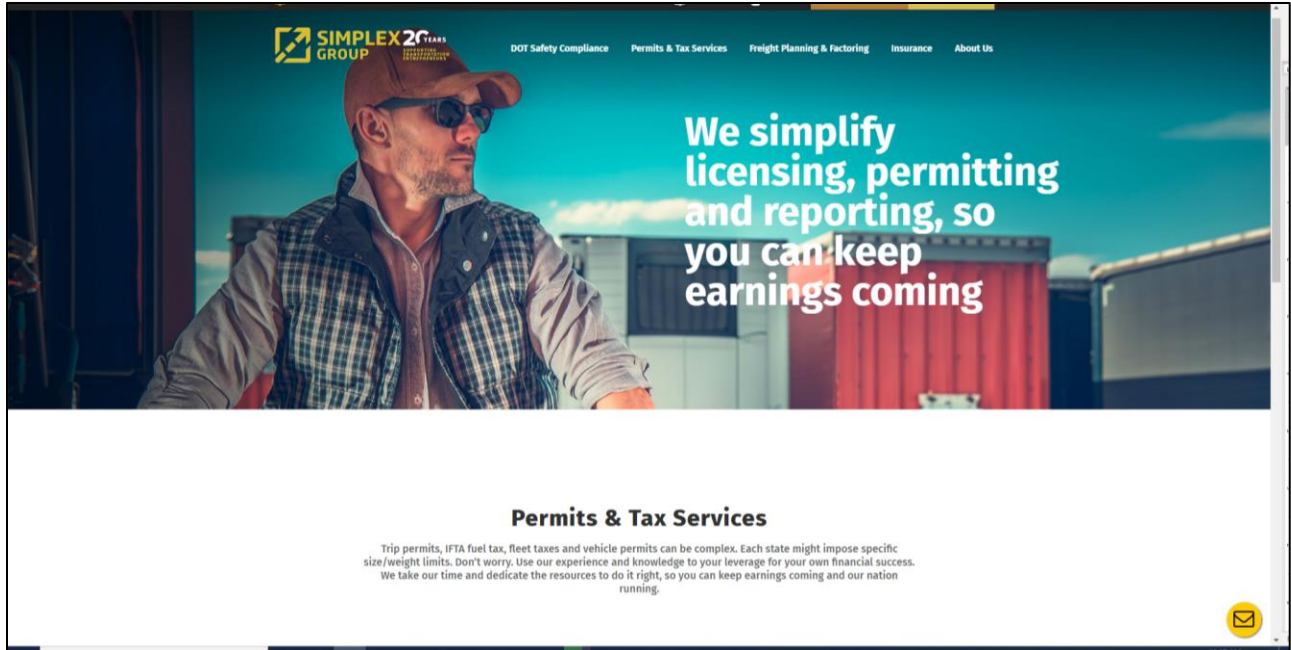 SIMPLEX
GROUP
20 YEARS
SUPPORTING
TRANSPORTATION
ENTREPRENEURS
DOT Safety Compliance
Permits & Tax Services
Freight Planning & Factoring
Insurance
About Us
We simplify
licensing, permitting
and reporting, so
you can keep
earnings coming
Permits & Tax Services
Trip permits, IFTA fuel tax, fleet taxes and vehicle permits can be complex. Each state might impose specific
size/weight limits. Don't worry. Use our experience and knowledge to your leverage for your own financial success.
We take our time and dedicate the resources to do it right, so you can keep earnings coming and our nation
running.